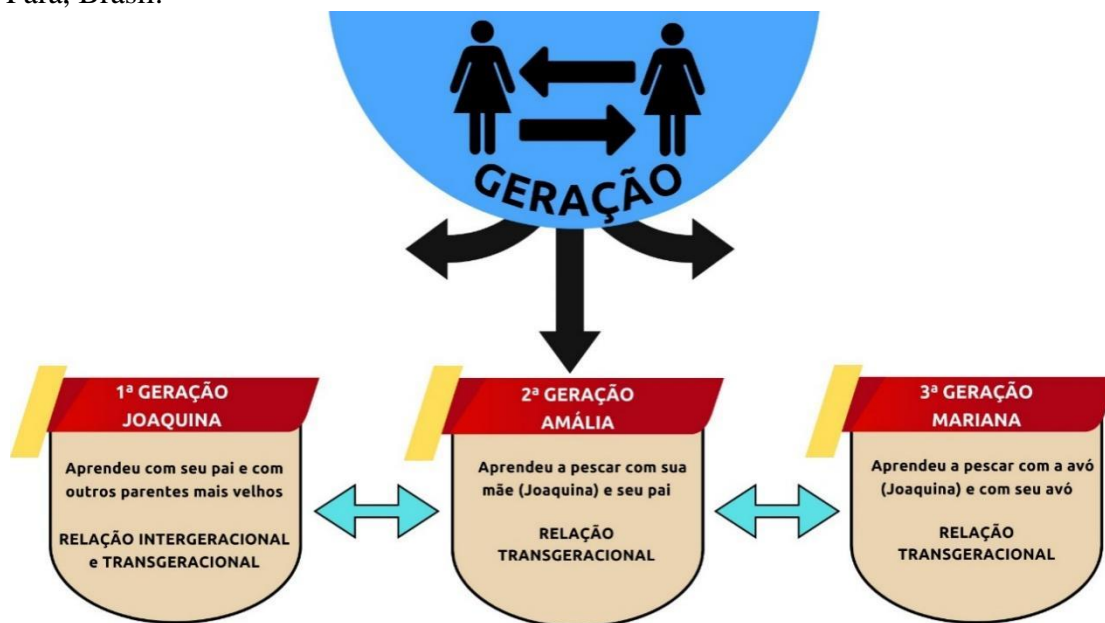 Pará, Brasil.
GERAÇÃO
1ª GERAÇÃO
JOAQUINA
Aprendeu com seu pai e com
outros parentes mais velhos
RELAÇÃO INTERGERACIONAL
e TRANSGERACIONAL
2ª GERAÇÃO
AMÁLIA
Aprendeu a pescar com sua
mãe (Joaquina) e seu pai
RELAÇÃO
TRANSGERACIONAL
3ª GERAÇÃO
MARIANA
Aprendeu a pescar com a avó
(Joaquina) e com seu avô
RELAÇÃO
TRANSGERACIONAL